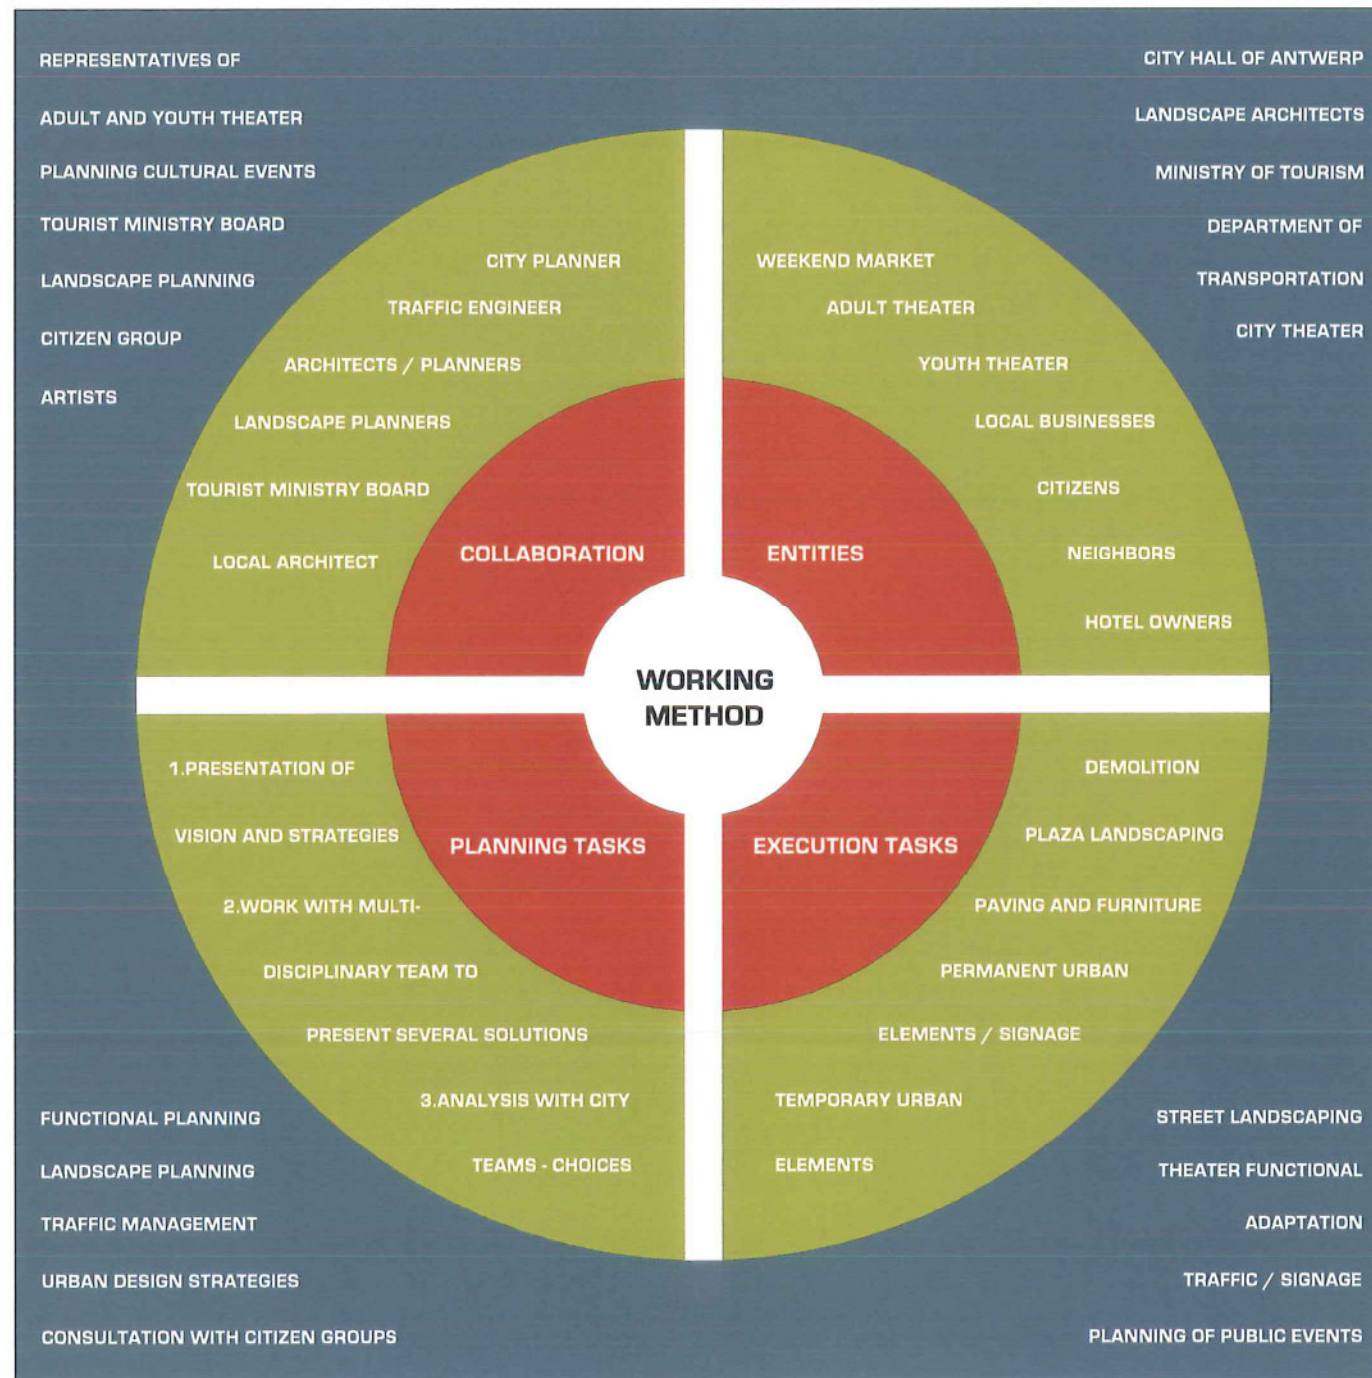 REPRESENTATIVES OF
ADULT AND YOUTH THEATER
PLANNING CULTURAL EVENTS
TOURIST MINISTRY BOARD
LANDSCAPE PLANNING
CITIZEN GROUP
ARTISTS
CITY HALL OF ANTWERP
LANDSCAPE ARCHITECTS
MINISTRY OF TOURISM
DEPARTMENT OF
TRANSPORTATION
CITY THEATER
CITY PLANNER
TRAFFIC ENGINEER
ARCHITECTS / PLANNERS
LANDSCAPE PLANNERS
TOURIST MINISTRY BOARD
LOCAL ARCHITECT
COLLABORATION
WEEKEND MARKET
ADULT THEATER
YOUTH THEATER
LOCAL BUSINESSES
CITIZENS
NEIGHBORS
HOTEL OWNERS
ENTITIES
WORKING
METHOD
1.PRESENTATION OF
VISION AND STRATEGIES
2.WORK WITH MULTI-
DISCIPLINARY TEAM TO
PRESENT SEVERAL SOLUTIONS
3.ANALYSIS WITH CITY
TEAMS - CHOICES
PLANNING TASKS
EXECUTION TASKS
DEMOLITION
PLAZA LANDSCAPING
PAVING AND FURNITURE
PERMANENT URBAN
ELEMENTS / SIGNAGE
TEMPORARY URBAN
ELEMENTS
FUNCTIONAL PLANNING
LANDSCAPE PLANNING
TRAFFIC MANAGEMENT
URBAN DESIGN STRATEGIES
CONSULTATION WITH CITIZEN GROUPS
STREET LANDSCAPING
THEATER FUNCTIONAL
ADAPTATION
TRAFFIC / SIGNAGE
PLANNING OF PUBLIC EVENTS